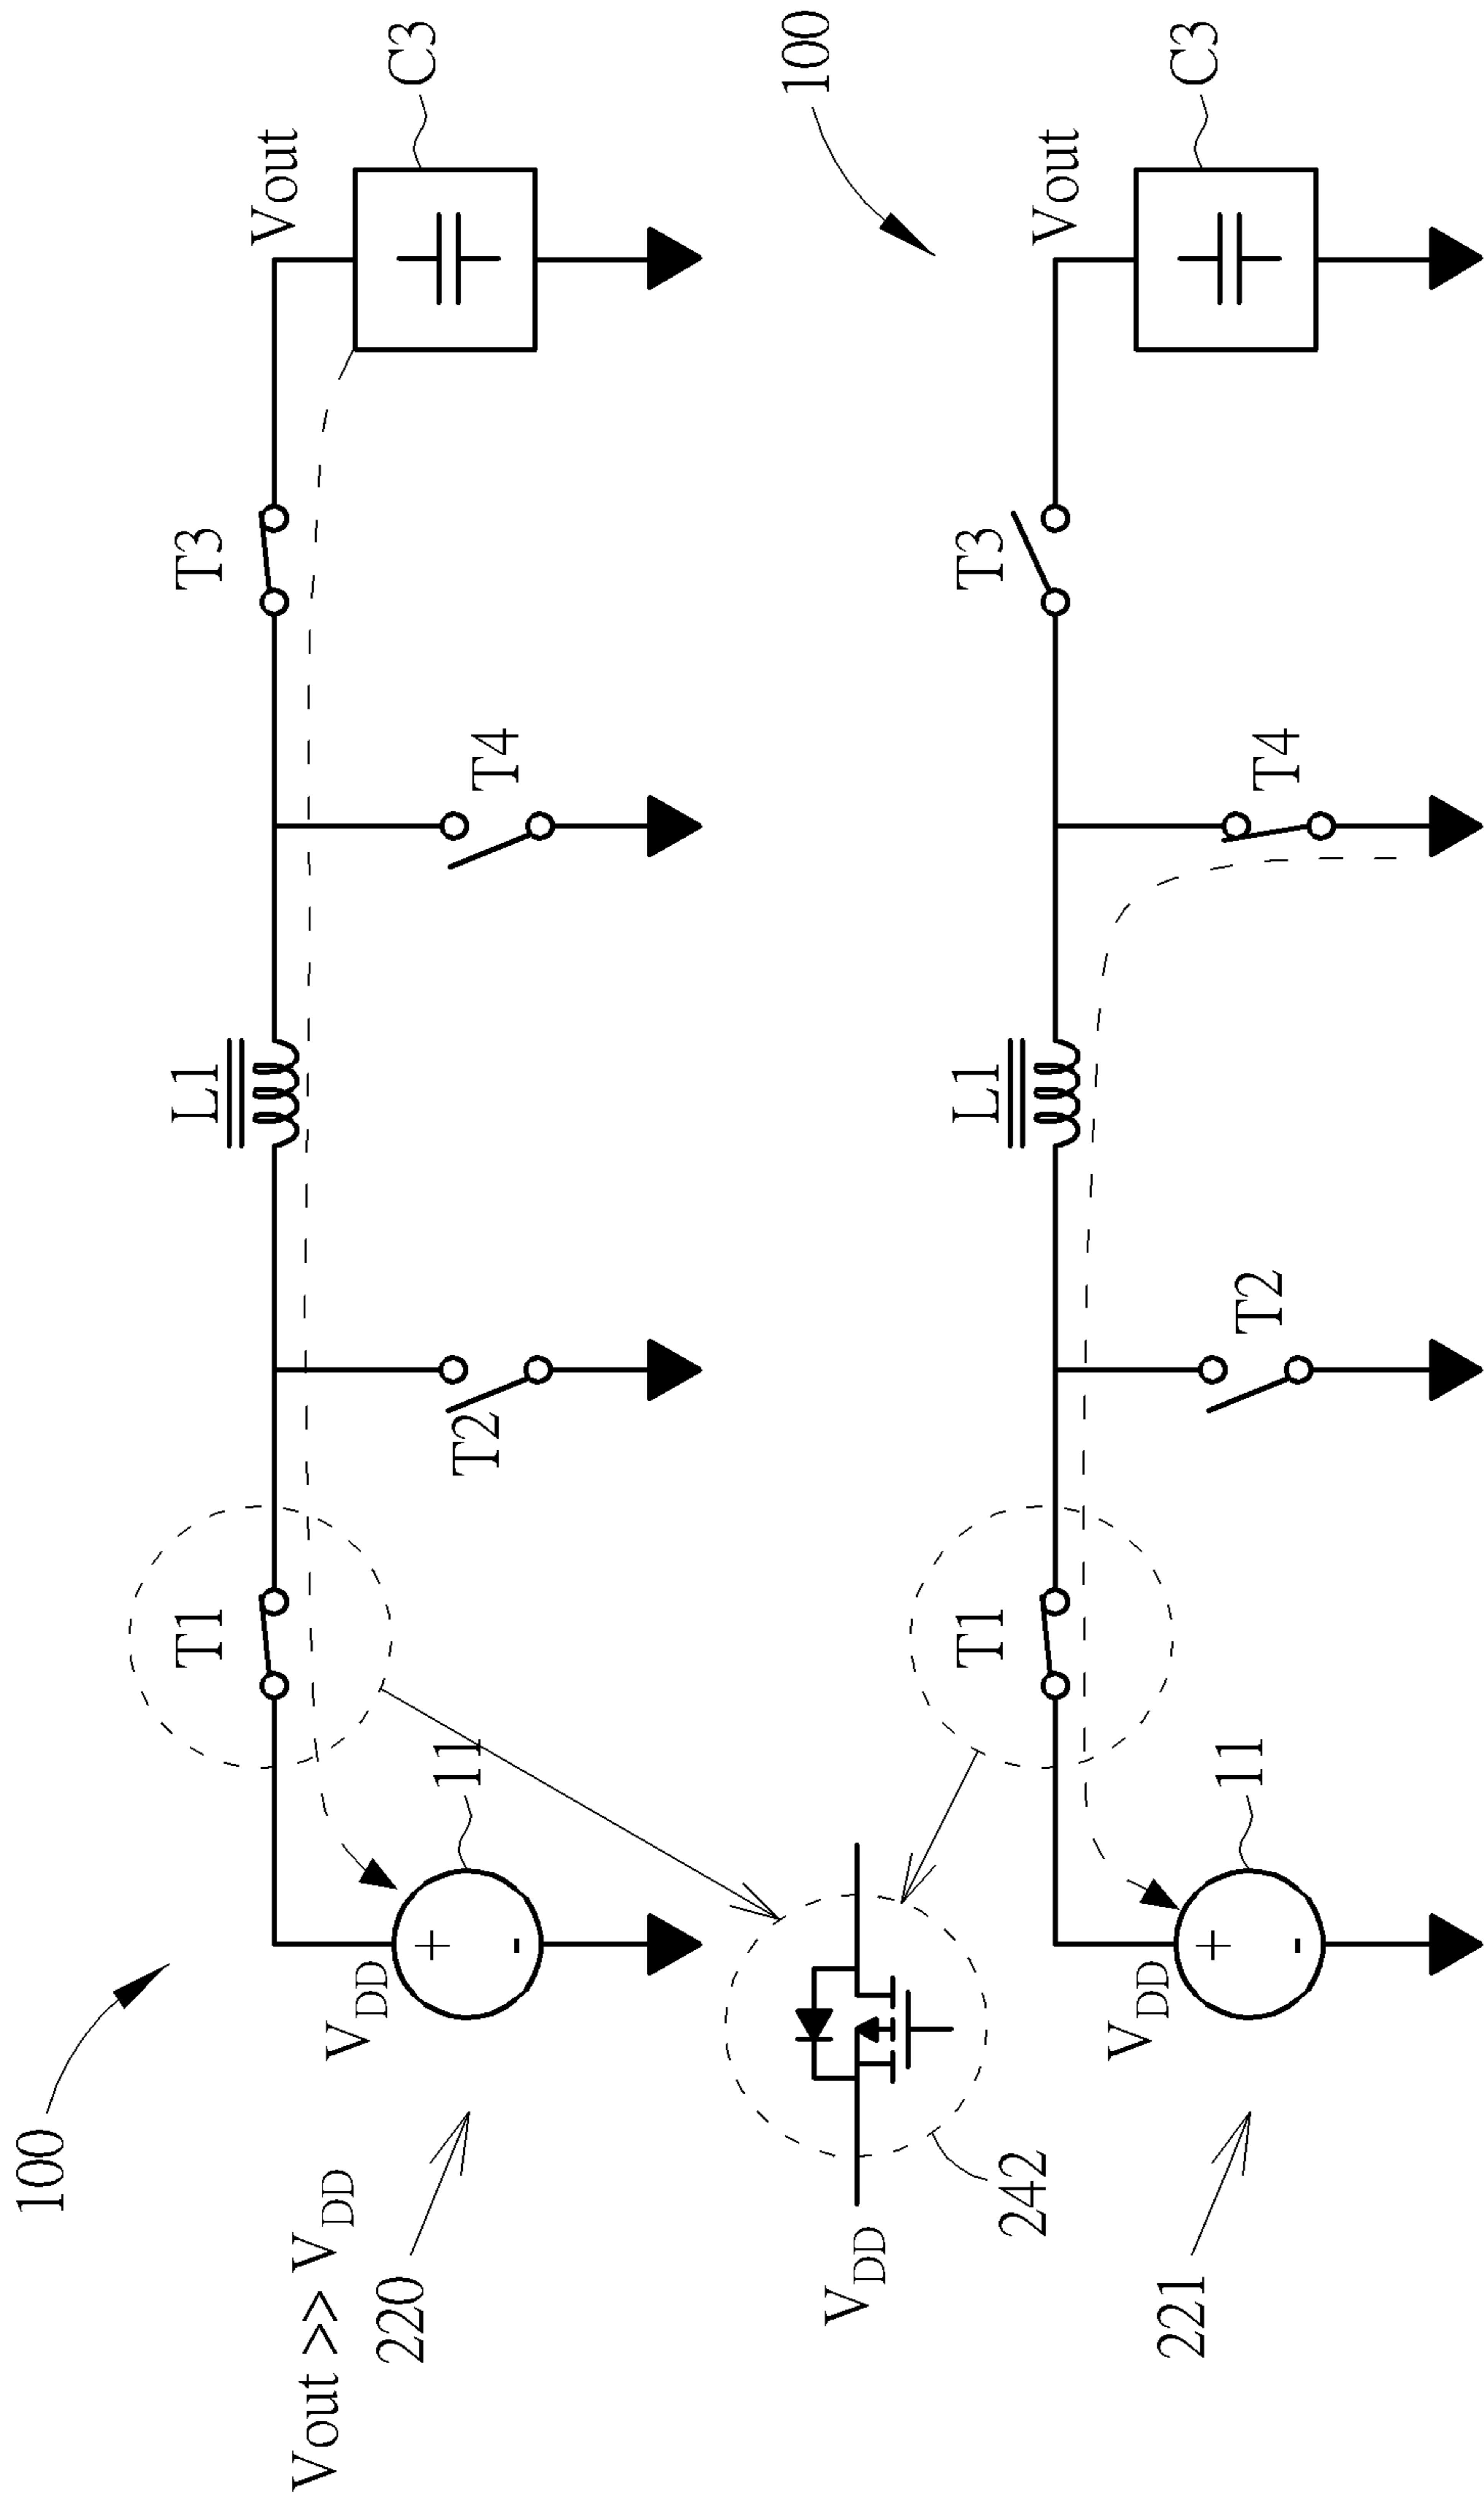 100
T1 L1 T3
Vout
Vout >> VDD
VDD
220
+
-
11
T2
T4
C3
100
VDD
242
T1 L1 T3
Vout
VDD
221
+
-
11
T2
T4
C3